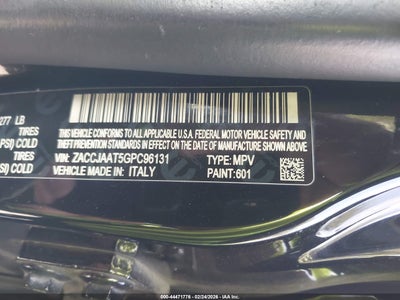 277 LB
TIRES
PSI) COLD
TIRES
PSI) COLD
THIS VEHICLE CONFORMS TO ALL APPLICABLE U.S.A. FEDERAL MOTOR VEHICLE SAFETY, BUMPER, AND
THEFT PREVENTION STANDARDS IN EFFECT ON THE DATE OF MANUFACTURE SHOWN ABOVE.
VIN: ZACCJAAT5GPC96131 TYPE: MPV
VEHICLE MADE IN: ITALY PAINT: 601
000-44471776 - 02/24/2026 - IAA Inc.